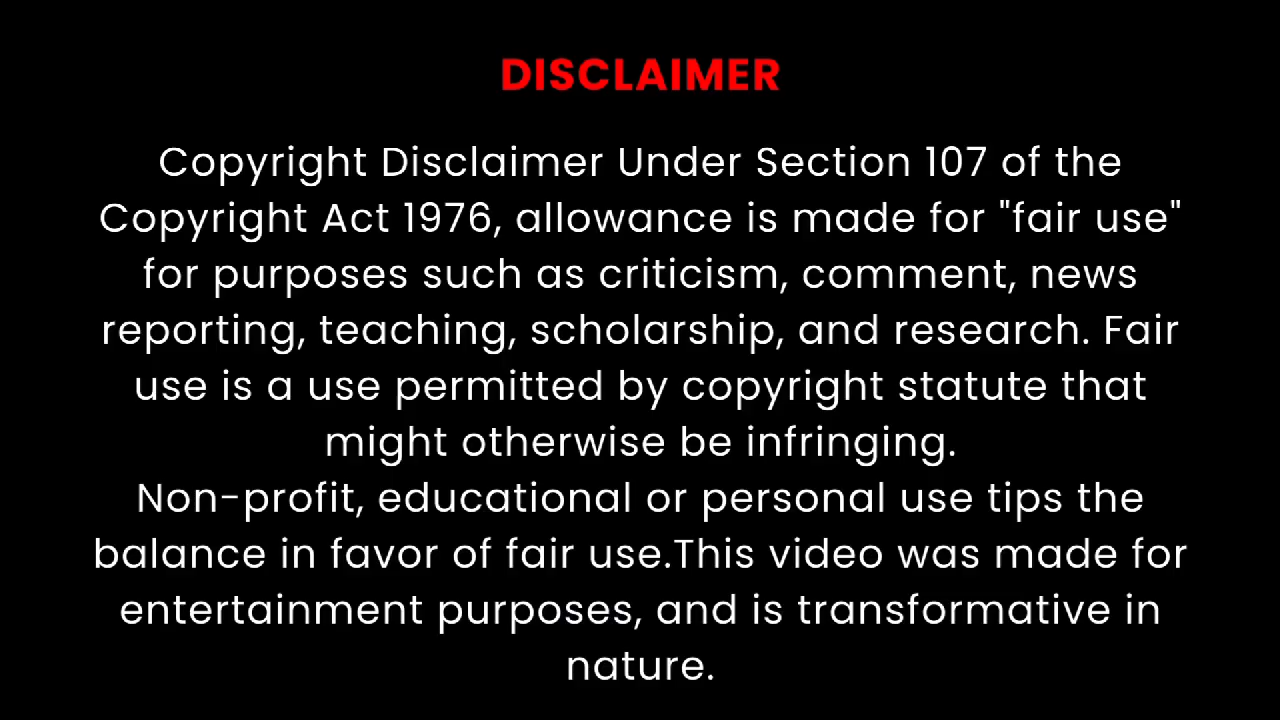 DISCLAIMER
Copyright Disclaimer Under Section 107 of the
Copyright Act 1976, allowance is made for "fair use"
for purposes such as criticism, comment, news
reporting, teaching, scholarship, and research. Fair
use is a use permitted by copyright statute that
might otherwise be infringing.
Non-profit, educational or personal use tips the
balance in favor of fair use.This video was made for
entertainment purposes, and is transformative in
nature.